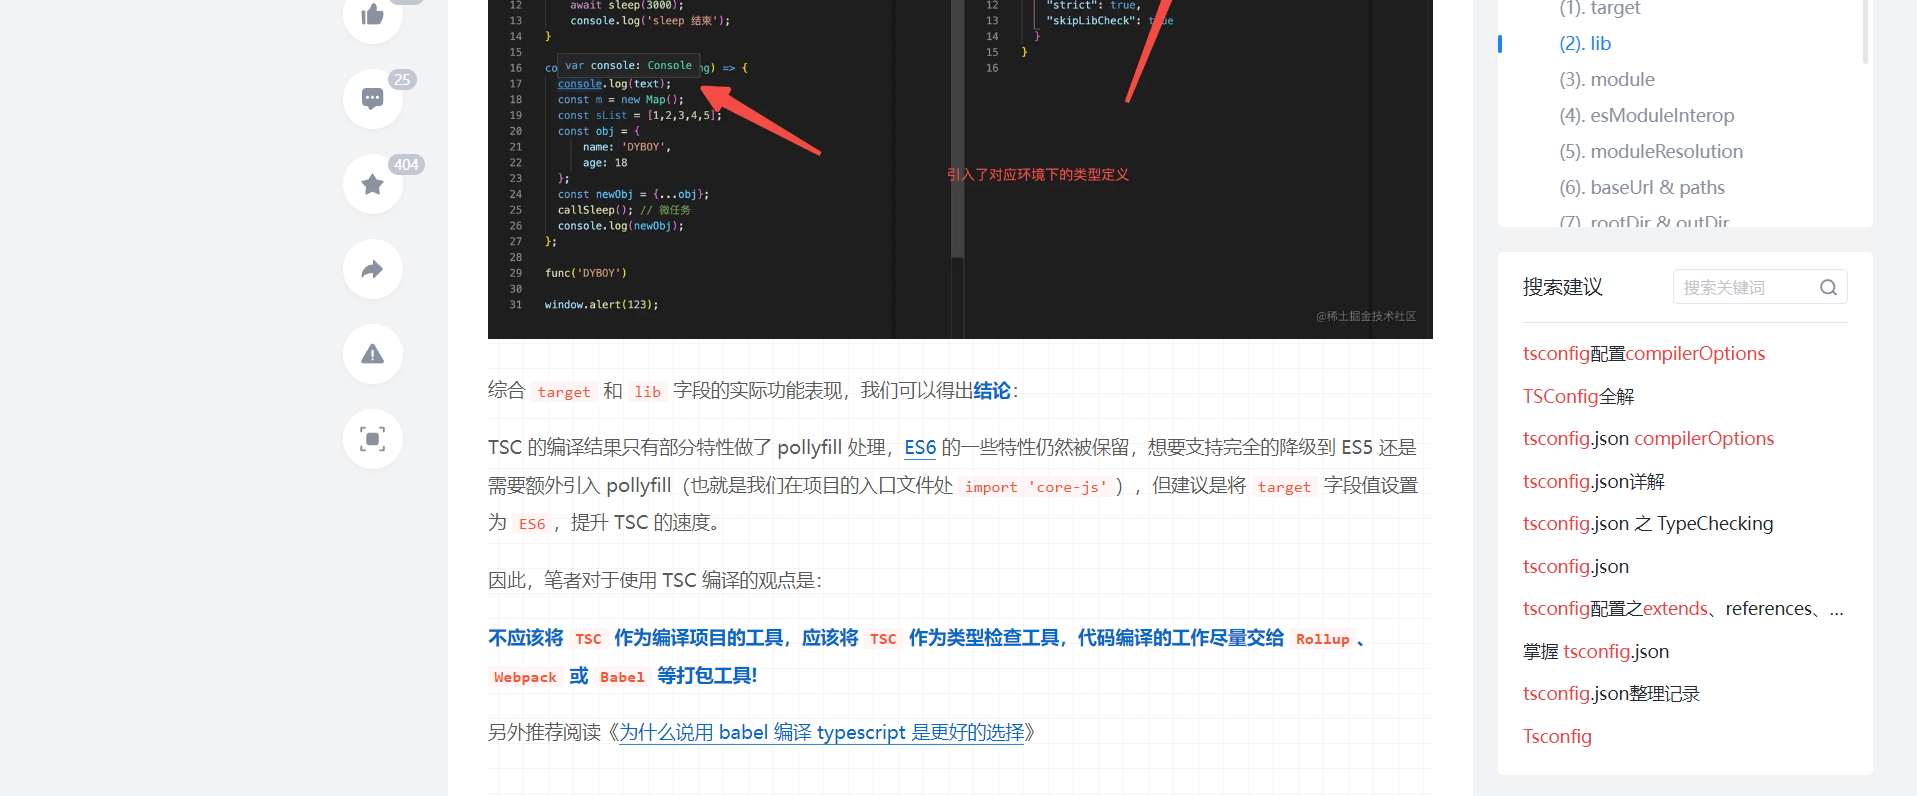 25
404
12 await sleep(3000);
13 console.log('sleep 结束');
14 }
15
16 co
var console: Console
ng) => {
17 console.log(text);
18 const m = new Map();
19 const sList = [1,2,3,4,5];
20 const obj = {
21 name: 'DYBOY',
22 age: 18
23 };
24 const newObj = {...obj};
25 callSleep(); // 微任务
26 console.log(newObj);
27 };
28
29 func('DYBOY')
30
31 window.alert(123);
12 "strict": true,
13 "skipLibCheck": true
14 }
15 }
16
引入了对应环境下的类型定义
@稀土掘金技术社区
综合 target 和 lib 字段的实际功能表现，我们可以得出结论：
TSC 的编译结果只有部分特性做了 pollyfill 处理，ES6 的一些特性仍然被保留，想要支持完全的降级到 ES5 还是
需要额外引入 pollyfill（也就是我们在项目的入口文件处 import 'core-js'），但建议是将 target 字段值设置
为 ES6，提升 TSC 的速度。
因此，笔者对于使用 TSC 编译的观点是：
不应该将 TSC 作为编译项目的工具，应该将 TSC 作为类型检查工具，代码编译的工作尽量交给 Rollup、
Webpack 或 Babel 等打包工具！
另外推荐阅读《为什么说用 babel 编译 typescript 是更好的选择》
(1). target
(2). lib
(3). module
(4). esModuleInterop
(5). moduleResolution
(6). baseUrl & paths
(7). rootDir & outDir
搜索建议
搜索关键词
tsconfig配置compilerOptions
TSConfig全解
tsconfig.json compilerOptions
tsconfig.json详解
tsconfig.json 之 TypeChecking
tsconfig.json
tsconfig配置之extends、references、...
掌握 tsconfig.json
tsconfig.json整理记录
Tsconfig